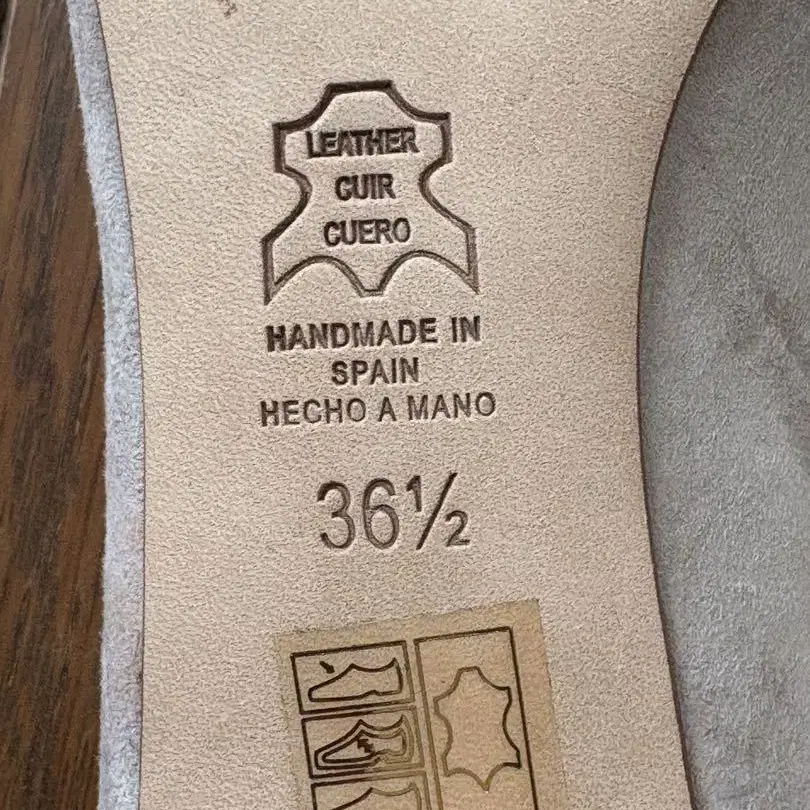 LEATHER
CUIR
CUERO
HANDMADE IN
SPAIN
HECHO A MANO
36½